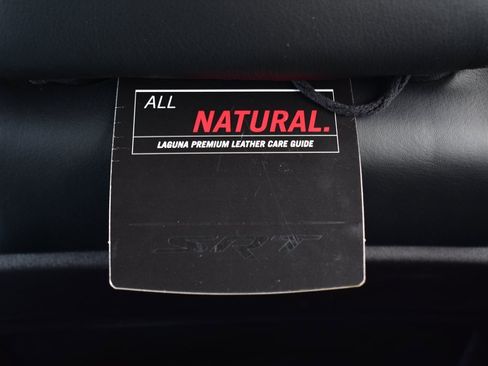 ALL
NATURAL.
LAGUNA PREMIUM LEATHER CARE GUIDE
SRT